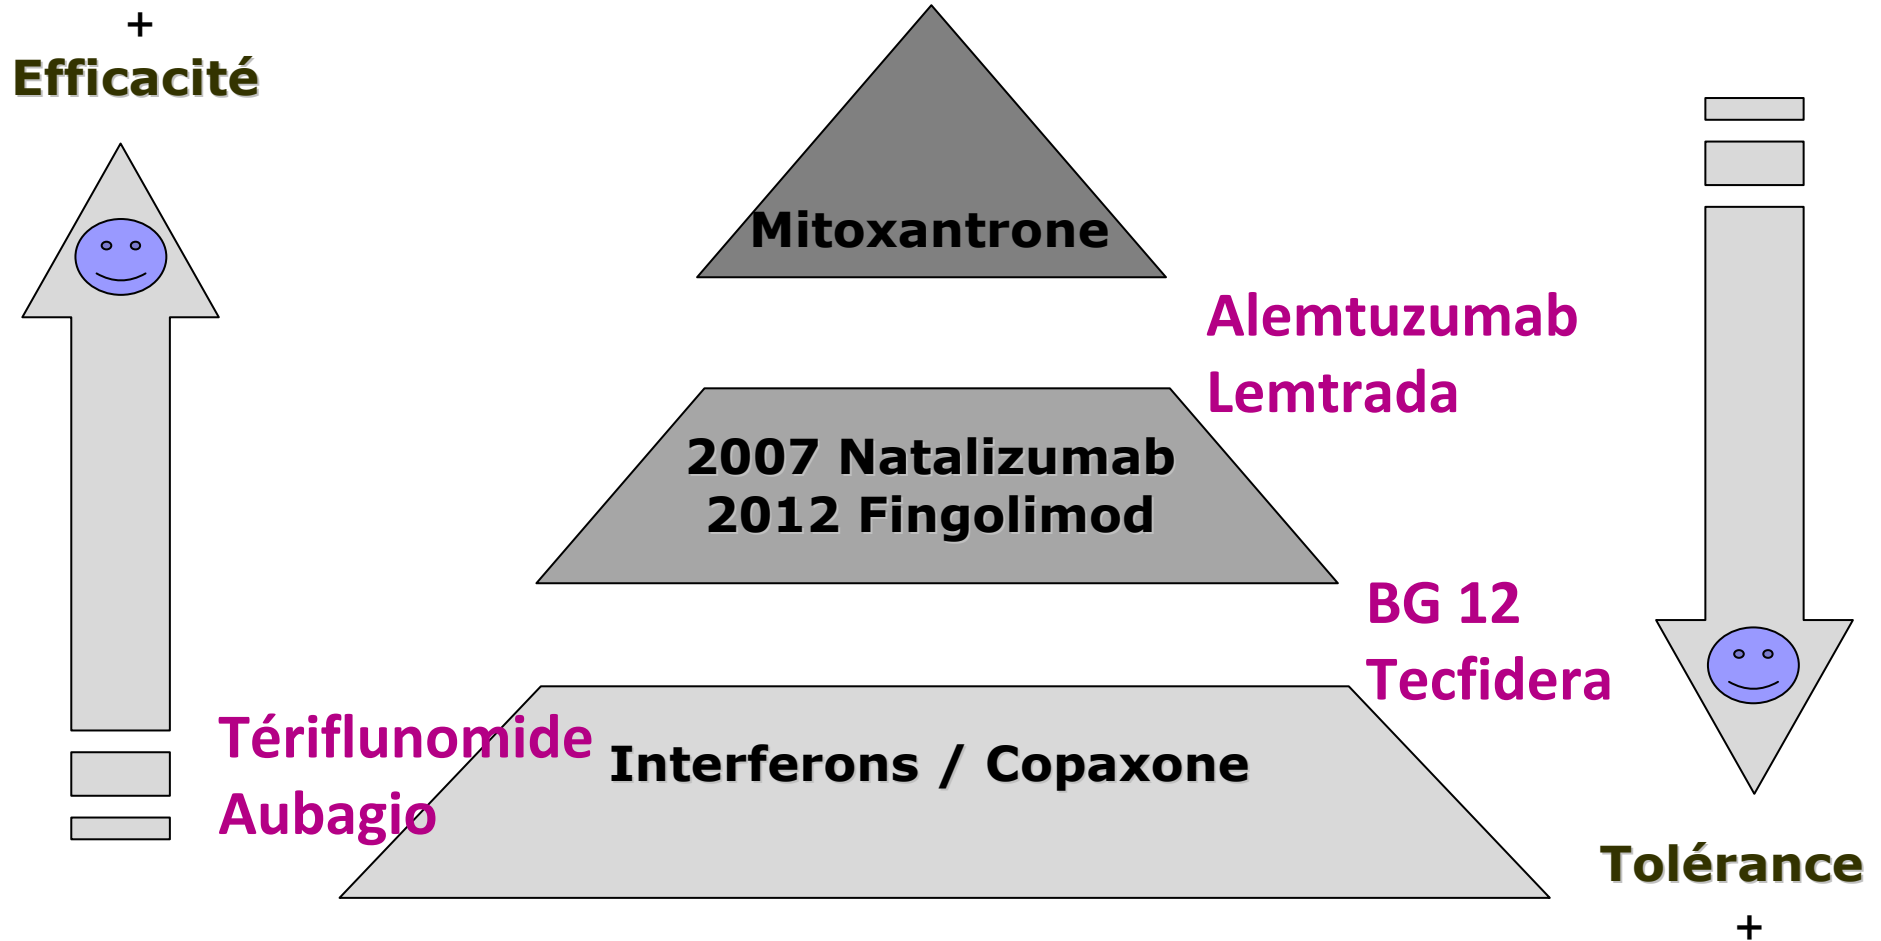 +
Efficacité
Mitoxantrone
Alemtuzumab
Lemtrada
2007 Natalizumab
2012 Fingolimod
BG 12
Tecfidera
Tériflunomide
Aubagio
Interferons / Copaxone
Tolérance
+